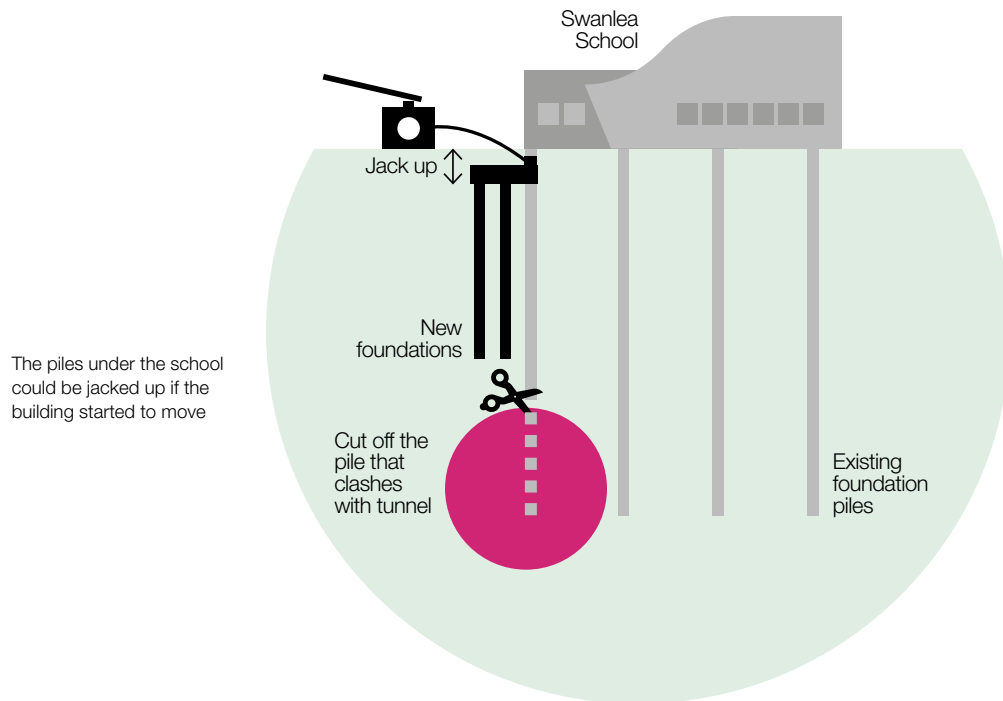 Swanlea
School
Jack up
New
foundations
The piles under the school
could be jacked up if the
building started to move
Cut off the
pile that
clashes
with tunnel
Existing
foundation
piles